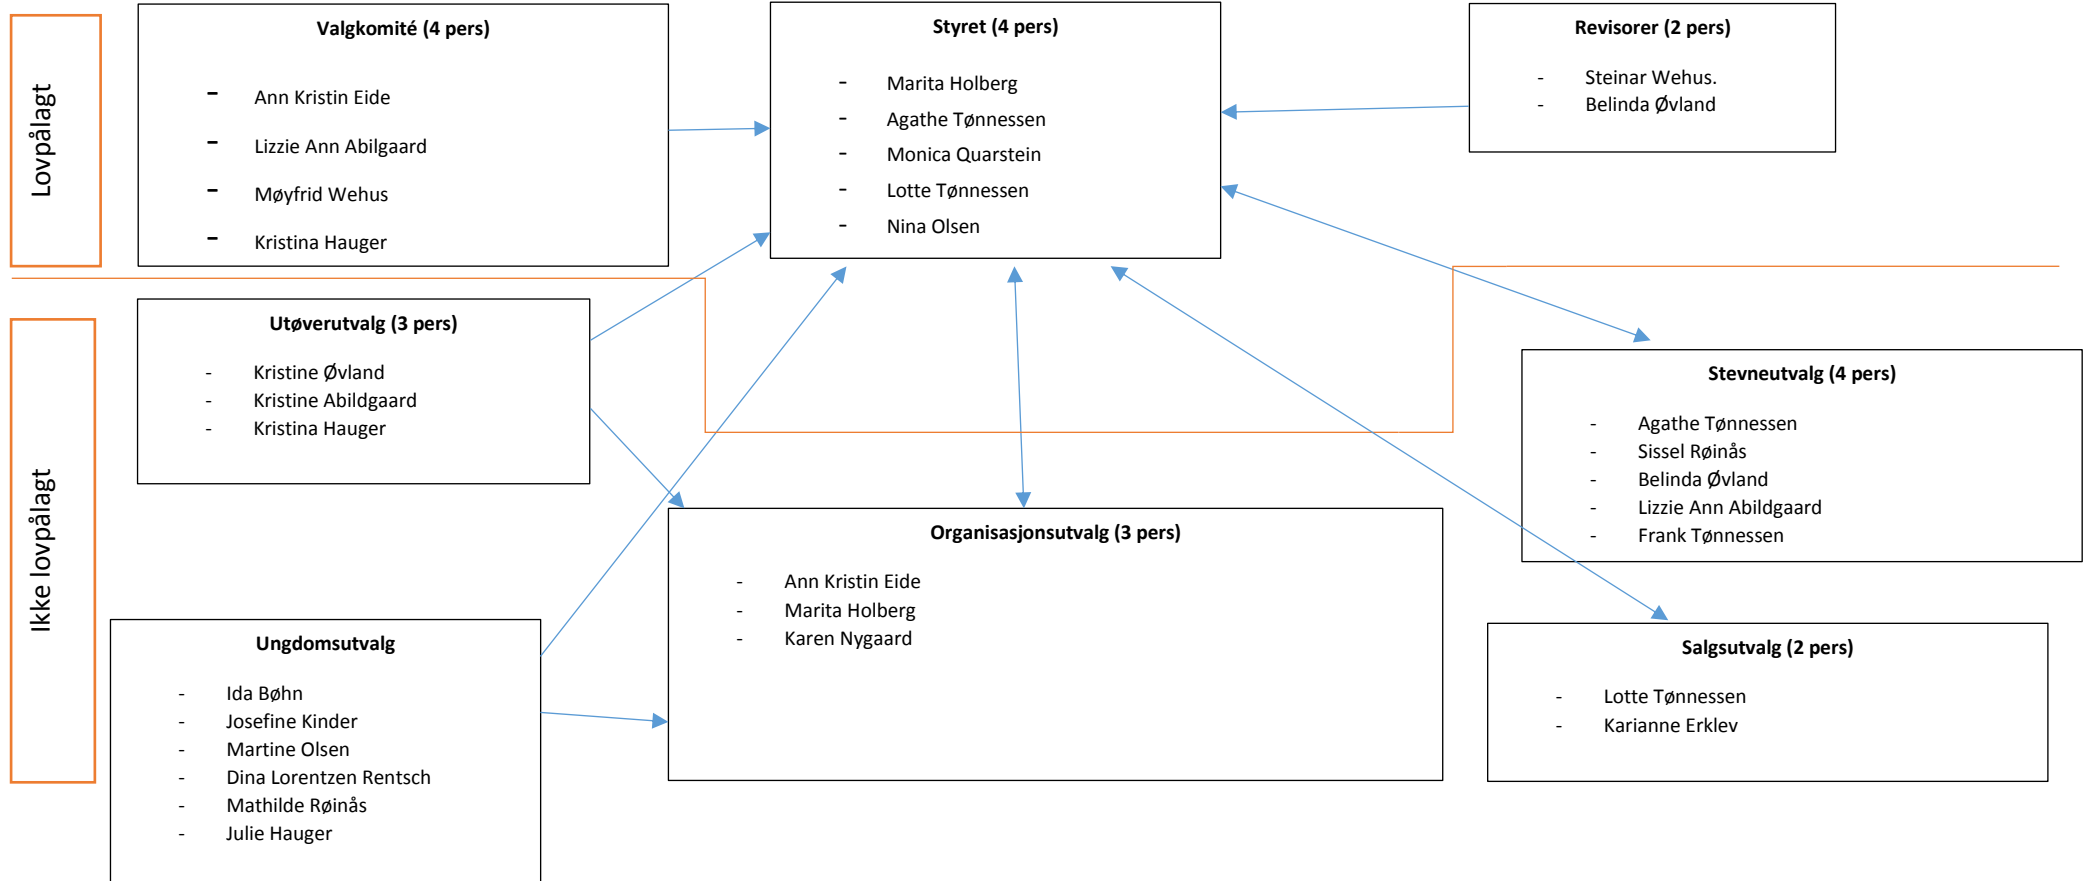 Lovpålagt
Valgkomité (4 pers)
- Ann Kristin Eide
- Lizzie Ann Abilgaard
- Møyfrid Wehus
- Kristina Hauger
Styret (4 pers)
- Marita Holberg
- Agathe Tønnessen
- Monica Quarstein
- Lotte Tønnessen
- Nina Olsen
Revisorer (2 pers)
- Steinar Wehus.
- Belinda Øvland
Ikke lovpålagt
Utøverutvalg (3 pers)
- Kristine Øvland
- Kristine Abildgaard
- Kristina Hauger
Ungdomsutvalg
- Ida Bøhn
- Josefine Kinder
- Martine Olsen
- Dina Lorentzen Rentsch
- Mathilde Røinås
- Julie Hauger
Organisasjonsutvalg (3 pers)
- Ann Kristin Eide
- Marita Holberg
- Karen Nygaard
Stevneutvalg (4 pers)
- Agathe Tønnessen
- Sissel Røinås
- Belinda Øvland
- Lizzie Ann Abildgaard
- Frank Tønnessen
Salgsutvalg (2 pers)
- Lotte Tønnessen
- Karianne Erklev